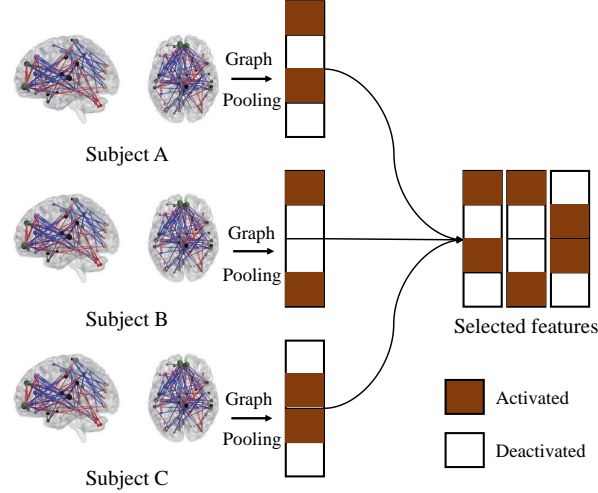 Graph
Pooling
Subject A
Graph
Pooling
Subject B
Selected features
Graph
Pooling
Subject C
Activated
Deactivated